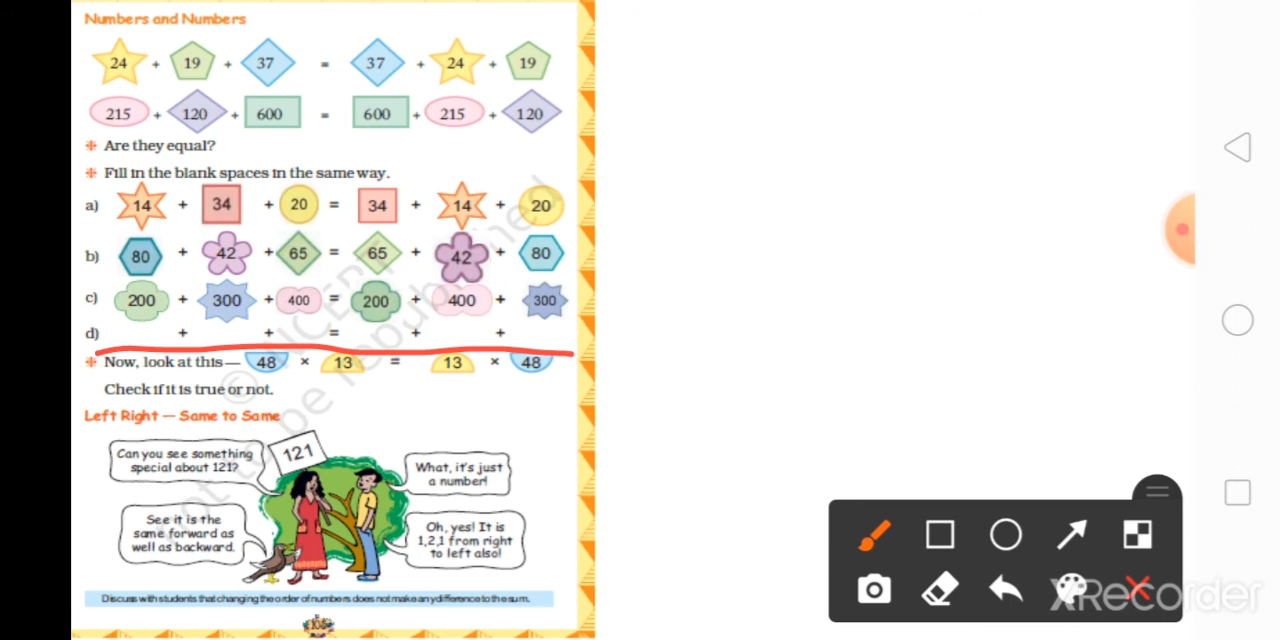 Numbers and Numbers
24 + 19 + 37 = 37 + 24 + 19
215 + 120 + 600 = 600 + 215 + 120
❉ Are they equal?
❉ Fill in the blank spaces in the same way.
a) 14 + 34 + 20 = 34 + 14 + 20
b) 80 + 42 + 65 = 65 + 42 + 80
c) 200 + 300 + 400 = 200 + 400 + 300
d) + + = + +
❉ Now, look at this— 48 × 13 = 13 × 48
Check if it is true or not.
Left Right — Same to Same
Can you see something
special about 121?
121
What, it's just
a number!
See it is the
same forward as
well as backward.
Oh, yes! It is
1,2,1 from right
to left also!
Discuss with students that changing the order of numbers does not make any difference to the sum.
108
© NCERT
not to be republished
XRecorder